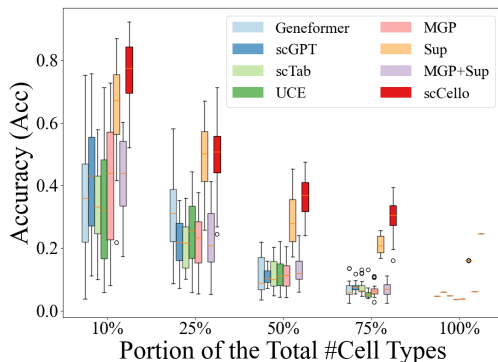 Accuracy (Acc)
0.8
0.6
0.4
0.2
0.0
Geneformer
scGPT
scTab
UCE
MGP
Sup
MGP+Sup
scCello
10% 25% 50% 75% 100%
Portion of the Total #Cell Types